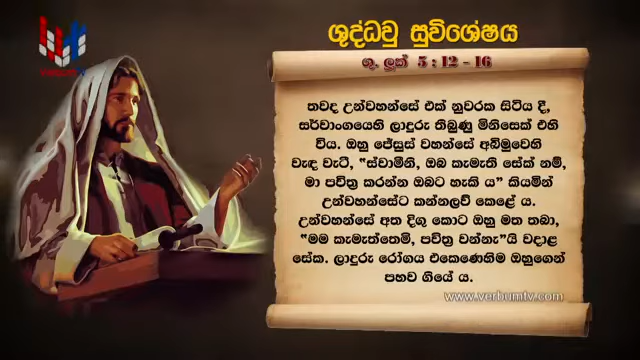 ශුද්ධවූ සුවිශේෂය
ශු. ලූක් 5 : 12 - 16
තවද උන්වහන්සේ එක් නුවරක සිටිය දී,
සර්වාංගයෙහි ලාදුරු තිබුණු මිනිසෙක් එහි
විය. ඔහු ජේසුස් වහන්සේ අබිමුවෙහි
වැඳ වැටී, "ස්වාමීනි, ඔබ කැමැති සේක් නම්,
මා පවිත්‍ර කරන්න ඔබට හැකි ය" කියමින්
උන්වහන්සේට කන්නලව් කෙළේ ය.
උන්වහන්සේ අත දිගු කොට ඔහු මත තබා,
"මම කැමැත්තෙමි, පවිත්‍ර වන්නැ"යි වදාළ
සේක. ලාදුරු රෝගය එකෙණෙහිම ඔහුගෙන්
පහව ගියේ ය.
www.verbumtv.com